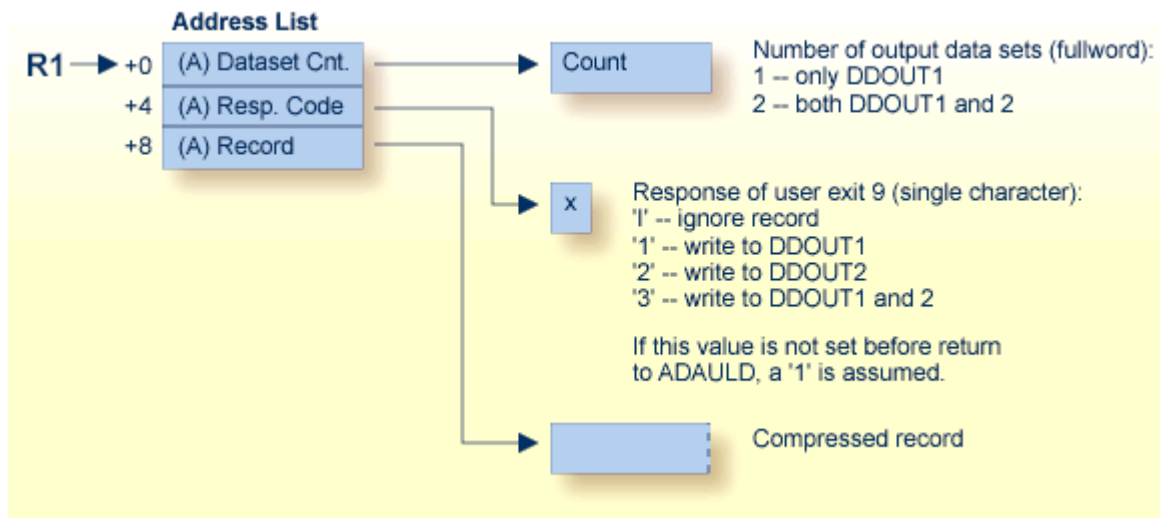 Address List
R1
+0
(A) Dataset Cnt.
Count
Number of output data sets (fullword):
1 -- only DDOUT1
2 -- both DDOUT1 and 2
+4
(A) Resp. Code
+8
(A) Record
x
Response of user exit 9 (single character):
'I' -- ignore record
'1' -- write to DDOUT1
'2' -- write to DDOUT2
'3' -- write to DDOUT1 and 2
If this value is not set before return
to ADAULD, a '1' is assumed.
Compressed record